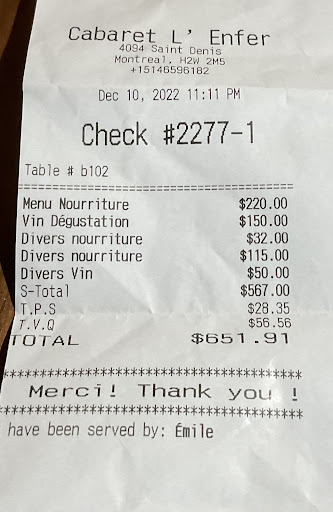 Cabaret L' Enfer
4094 Saint Denis
Montreal, H2W 2M5
+15146596182
Dec 10, 2022 11:11 PM
Check #2277-1
Table # b102
======================================
Menu Nourriture $220.00
Vin Dégustation $150.00
Divers nourriture $32.00
Divers nourriture $115.00
Divers Vin $50.00
S-Total $567.00
T.P.S $28.35
T.V.Q $56.56
TOTAL $651.91
**************************************
Merci! Thank you !
**************************************
have been served by: Émile